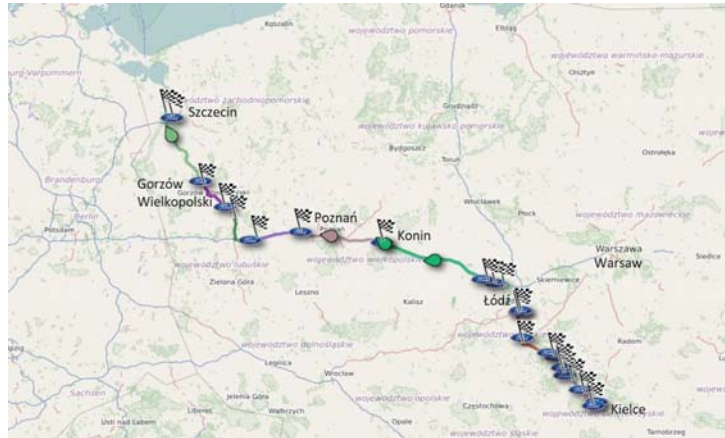 Gdańsk
Elbląg
Koszalin
województwo pomorskie
województwo warmińsko-mazurskie
Olsztyn
województwo zachodniopomorskie
Szczecin
Grudziądz
województwo kujawsko-pomorskie
Bydgoszcz
Toruń
Ostrołęka
Brandenburg
Gorzów
Wielkopolski
Berlin
Potsdam
Włocławek
Płock
województwo mazowieckie
Poznań
Konin
Warszawa
Warsaw
Siedlce
województwo lubuskie
województwo wielkopolskie
Zielona Góra
Leszno
Kalisz
Skierniewice
Łódź
Radom
województwo dolnośląskie
Legnica
Wrocław
Sachsen
Jelenia Góra
Liberec
Wałbrzych
województwo opolskie
Opole
Częstochowa
Kielce
Ústí nad Labem
województwo śląskie
Tarnobrzeg